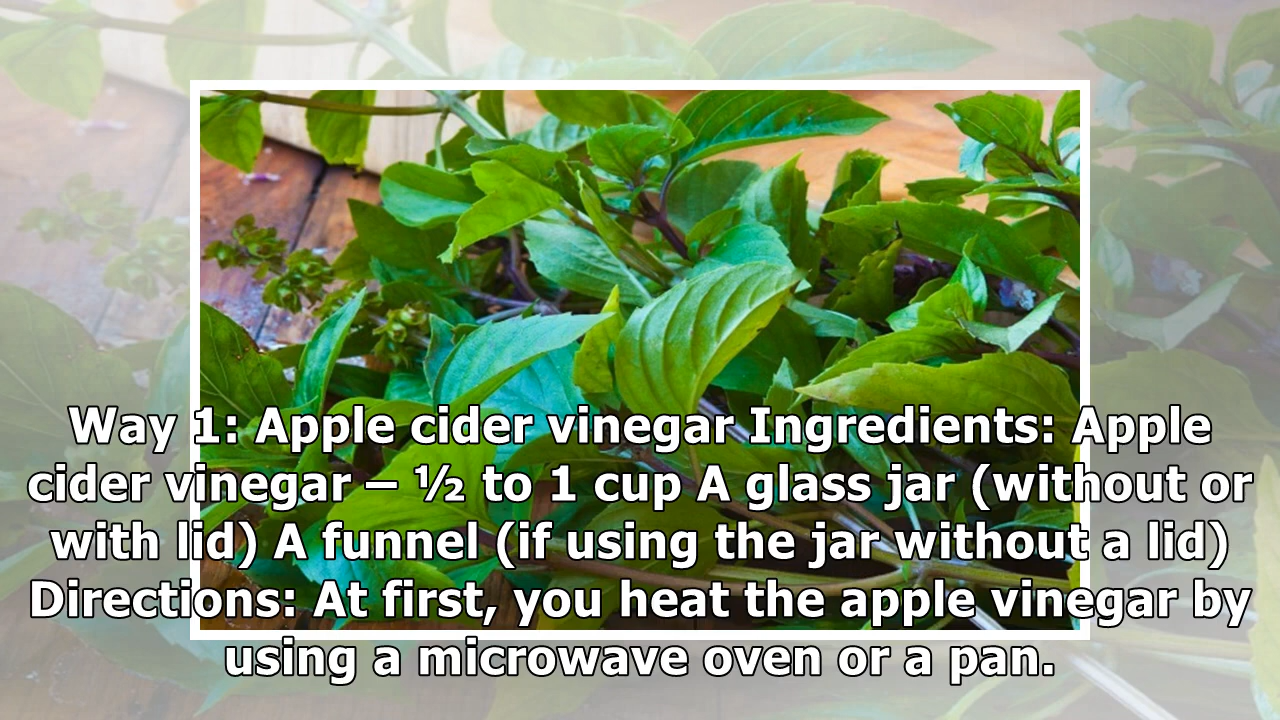 Way 1: Apple cider vinegar Ingredients: Apple
cider vinegar – ½ to 1 cup A glass jar (without or
with lid) A funnel (if using the jar without a lid)
Directions: At first, you heat the apple vinegar by
using a microwave oven or a pan.